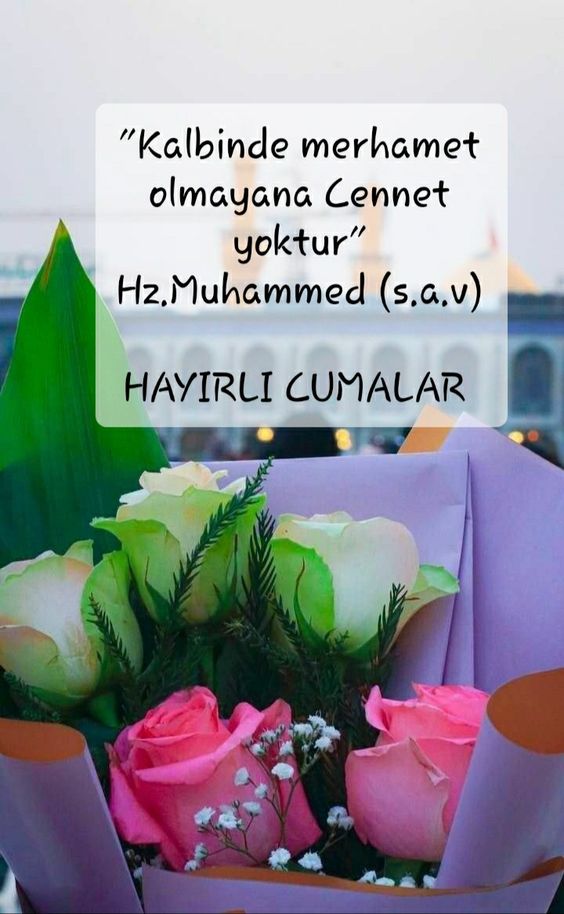 "Kalbinde merhamet
olmayana Cennet
yoktur"
Hz.Muhammed (s.a.v)
HAYIRLI CUMALAR